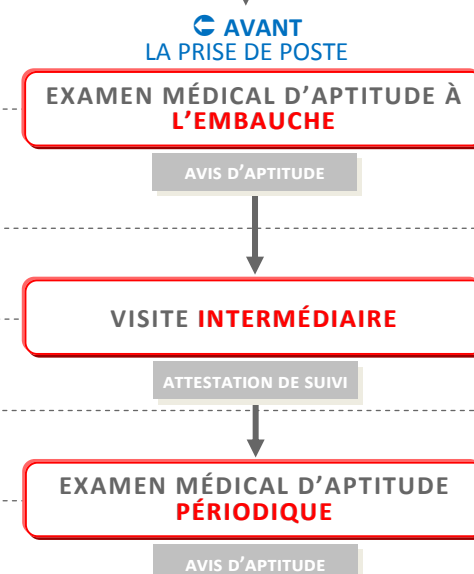 AVANT
LA PRISE DE POSTE
EXAMEN MÉDICAL D'APTITUDE À
L'EMBAUCHE
AVIS D'APTITUDE
VISITE INTERMÉDIAIRE
ATTESTATION DE SUIVI
EXAMEN MÉDICAL D'APTITUDE
PÉRIODIQUE
AVIS D'APTITUDE